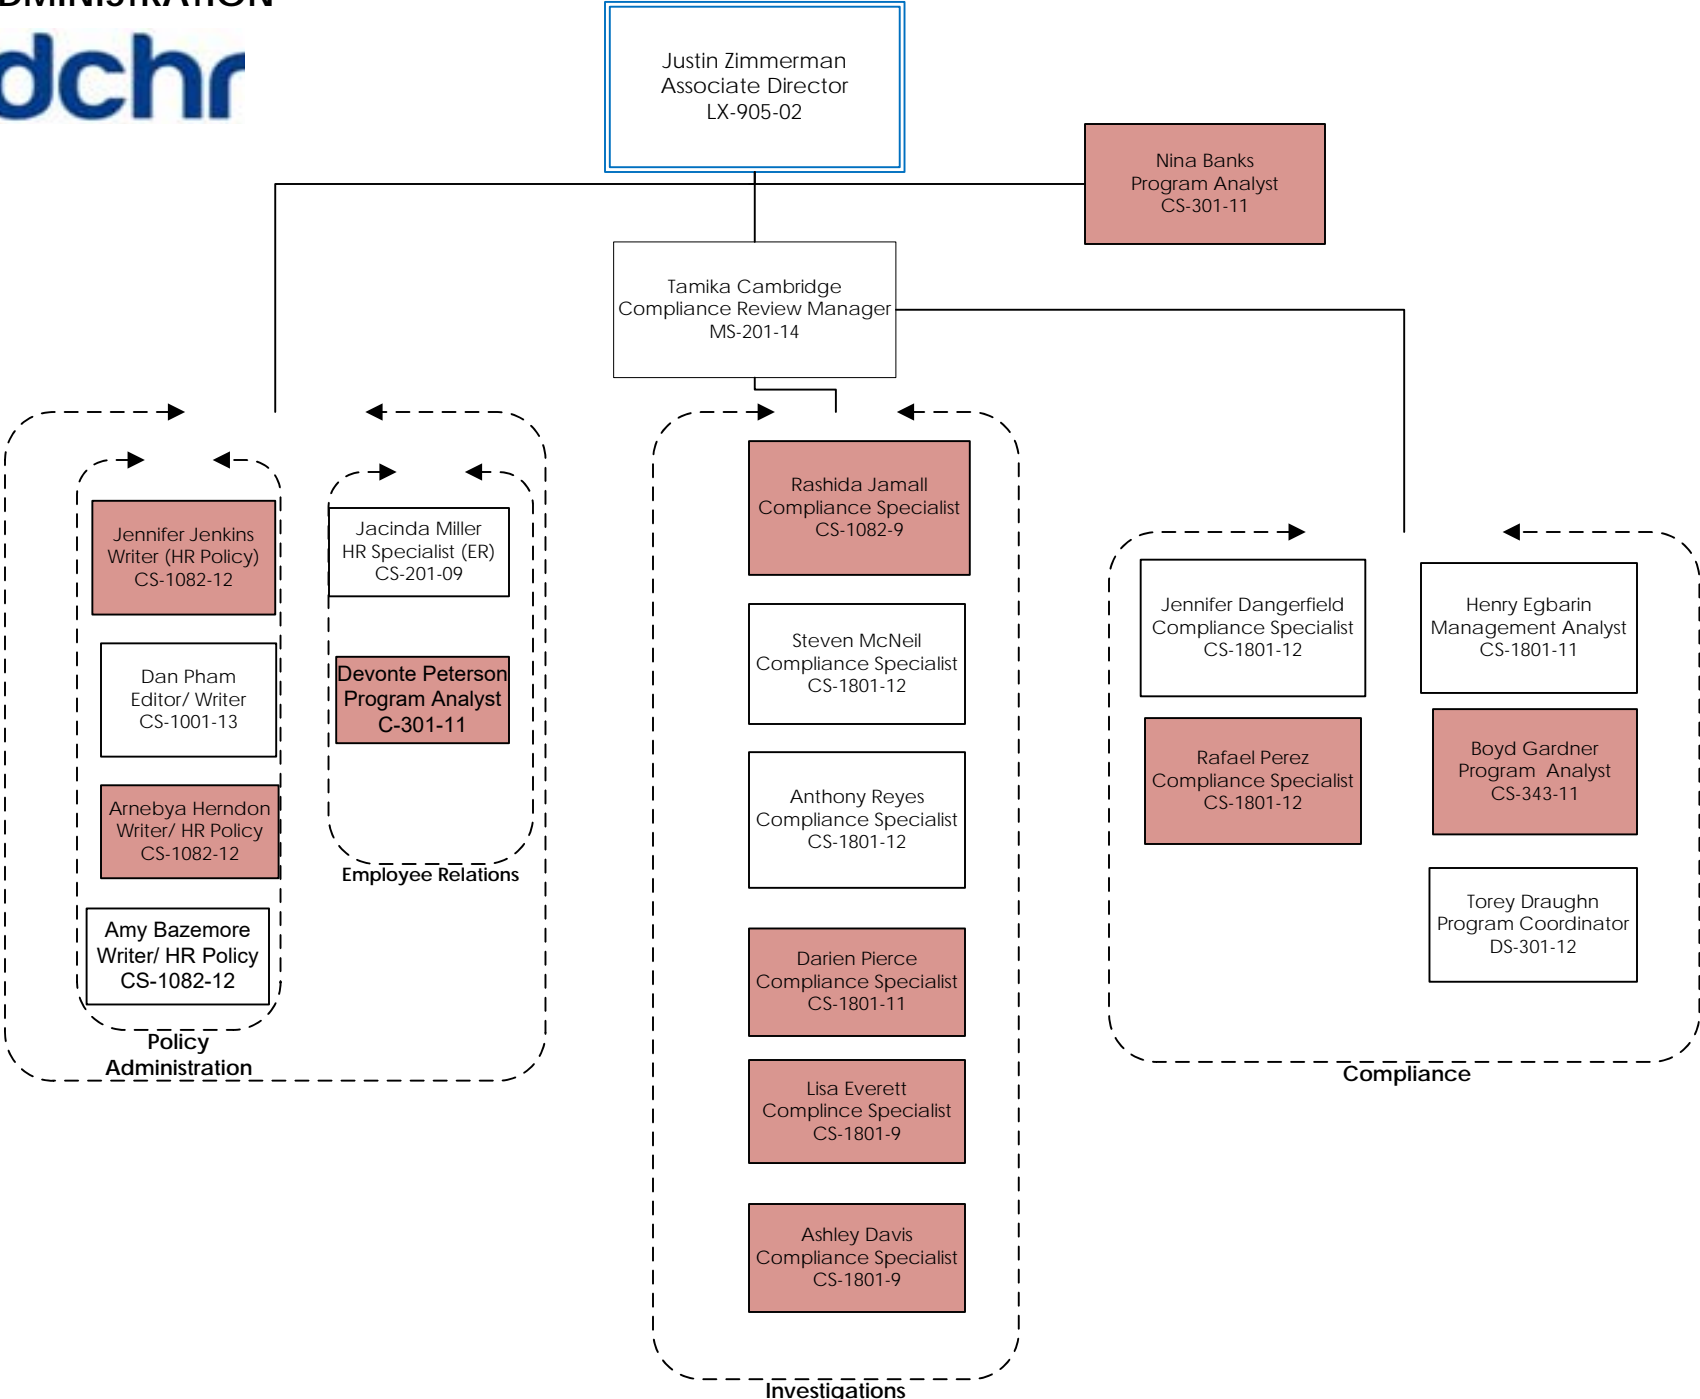 dchr
Justin Zimmerman
Associate Director
LX-905-02
Nina Banks
Program Analyst
CS-301-11
Tamika Cambridge
Compliance Review Manager
MS-201-14
Jennifer Jenkins
Writer (HR Policy)
CS-1082-12
Dan Pham
Editor/ Writer
CS-1001-13
Arnebya Herndon
Writer/ HR Policy
CS-1082-12
Amy Bazemore
Writer/ HR Policy
CS-1082-12
Policy
Administration
Jacinda Miller
HR Specialist (ER)
CS-201-09
Devonte Peterson
Program Analyst
C-301-11
Employee Relations
Rashida Jamall
Compliance Specialist
CS-1082-9
Steven McNeil
Compliance Specialist
CS-1801-12
Anthony Reyes
Compliance Specialist
CS-1801-12
Darien Pierce
Compliance Specialist
CS-1801-11
Lisa Everett
Complince Specialist
CS-1801-9
Ashley Davis
Compliance Specialist
CS-1801-9
Investigations
Jennifer Dangerfield
Compliance Specialist
CS-1801-12
Rafael Perez
Compliance Specialist
CS-1801-12
Henry Egbarin
Management Analyst
CS-1801-11
Boyd Gardner
Program  Analyst
CS-343-11
Torey Draughn
Program Coordinator
DS-301-12
Compliance